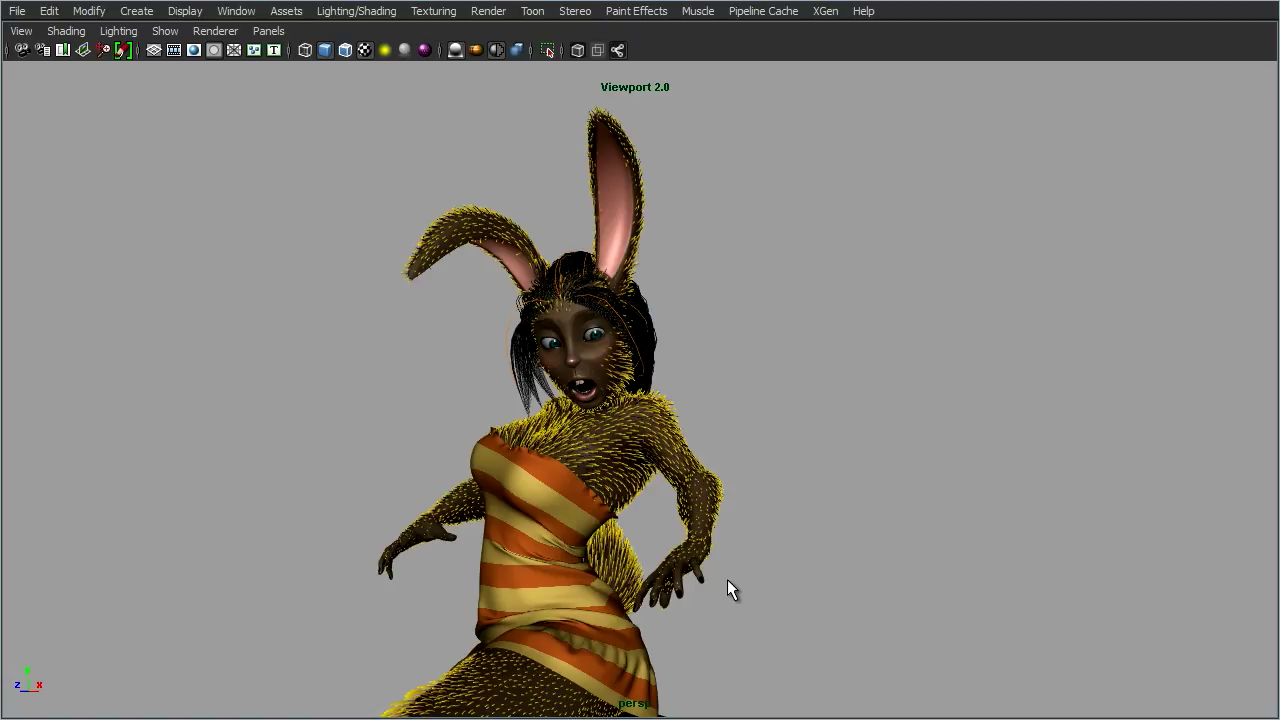 File Edit Modify Create Display Window Assets Lighting/Shading Texturing Render Toon Stereo Paint Effects Muscle Pipeline Cache XGen Help
View Shading Lighting Show Renderer Panels
T
Viewport 2.0
z x
persp